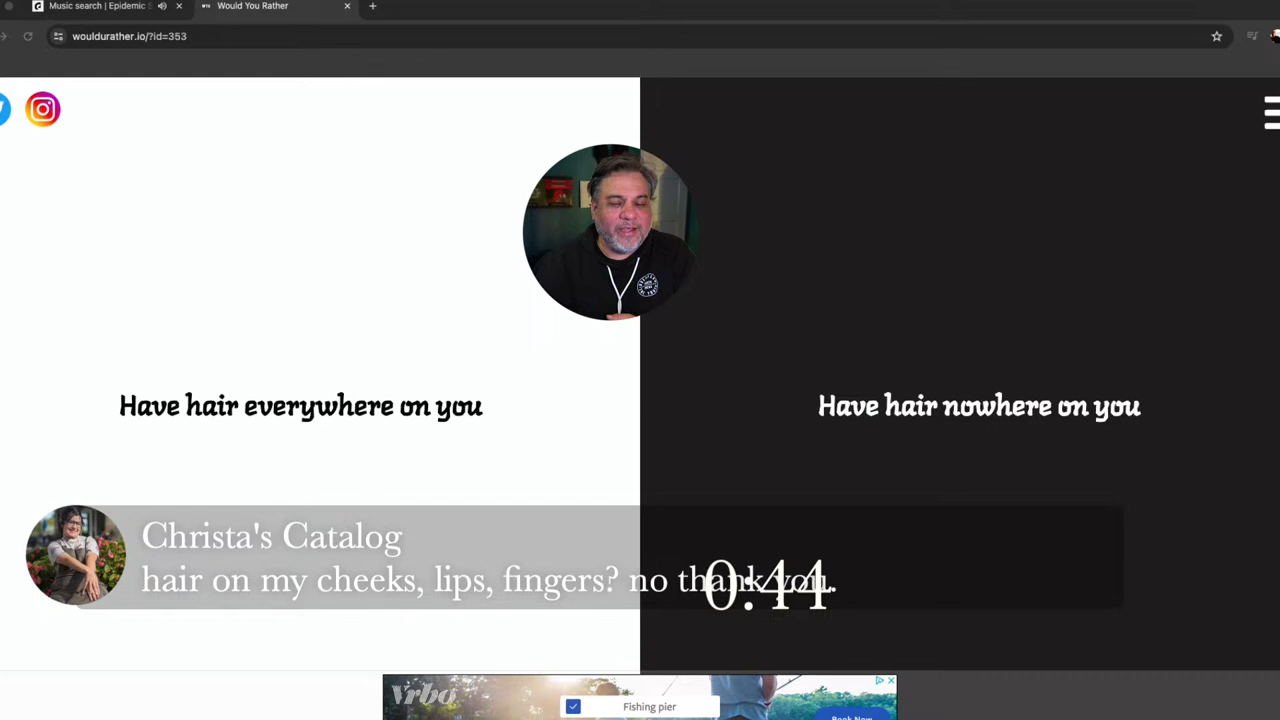 Music search | Epidemic S
Would You Rather
wouldurather.io/?id=353
Have hair everywhere on you
Have hair nowhere on you
Christa's Catalog
hair on my cheeks, lips, fingers? no thank you.
0:44
Vrbo
Fishing pier
Book Now